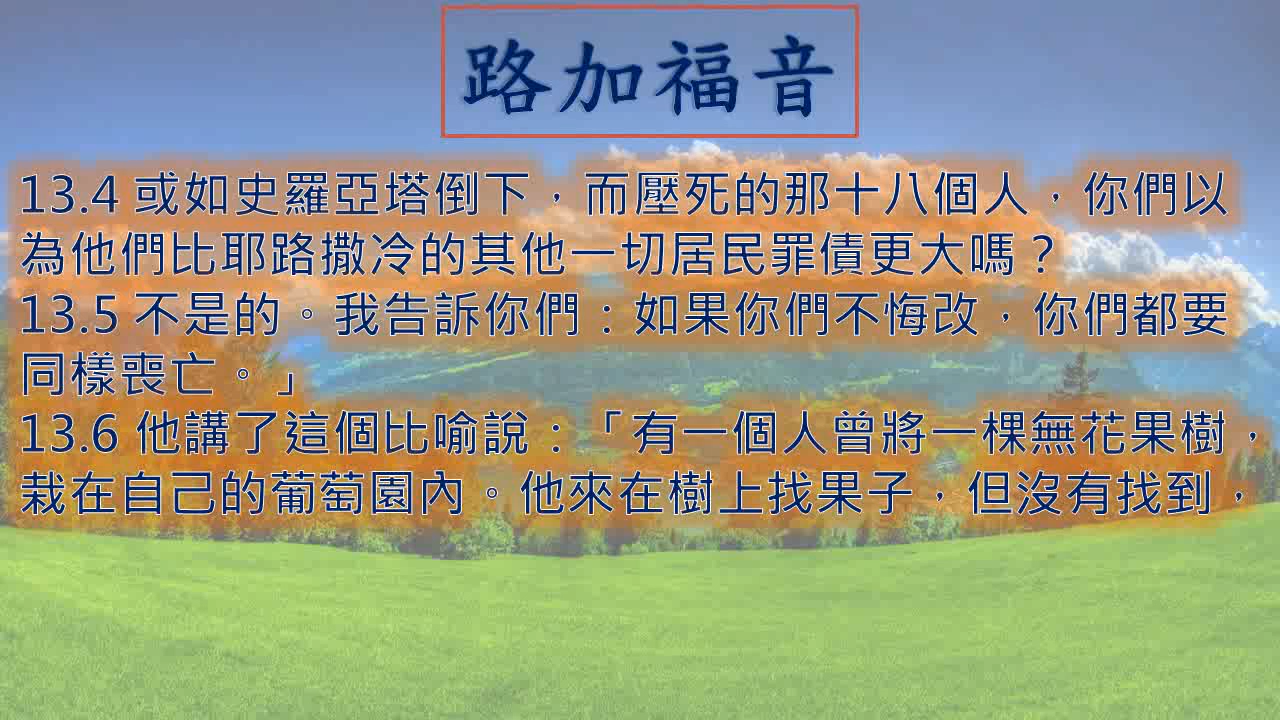 路加福音
13.4 或如史羅亞塔倒下，而壓死的那十八個人，你們以
為他們比耶路撒冷的其他一切居民罪債更大嗎？
13.5 不是的。我告訴你們：如果你們不悔改，你們都要
同樣喪亡。」
13.6 他講了這個比喻說：「有一個人曾將一棵無花果樹，
栽在自己的葡萄園內。他來在樹上找果子，但沒有找到，